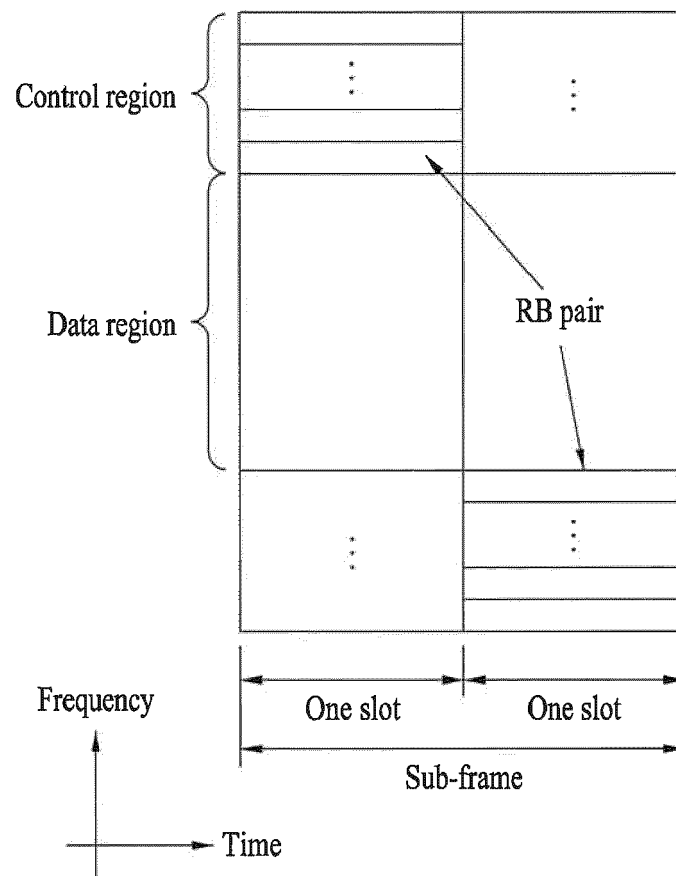 Control region
Data region
RB pair
One slot
One slot
Sub-frame
Frequency
Time